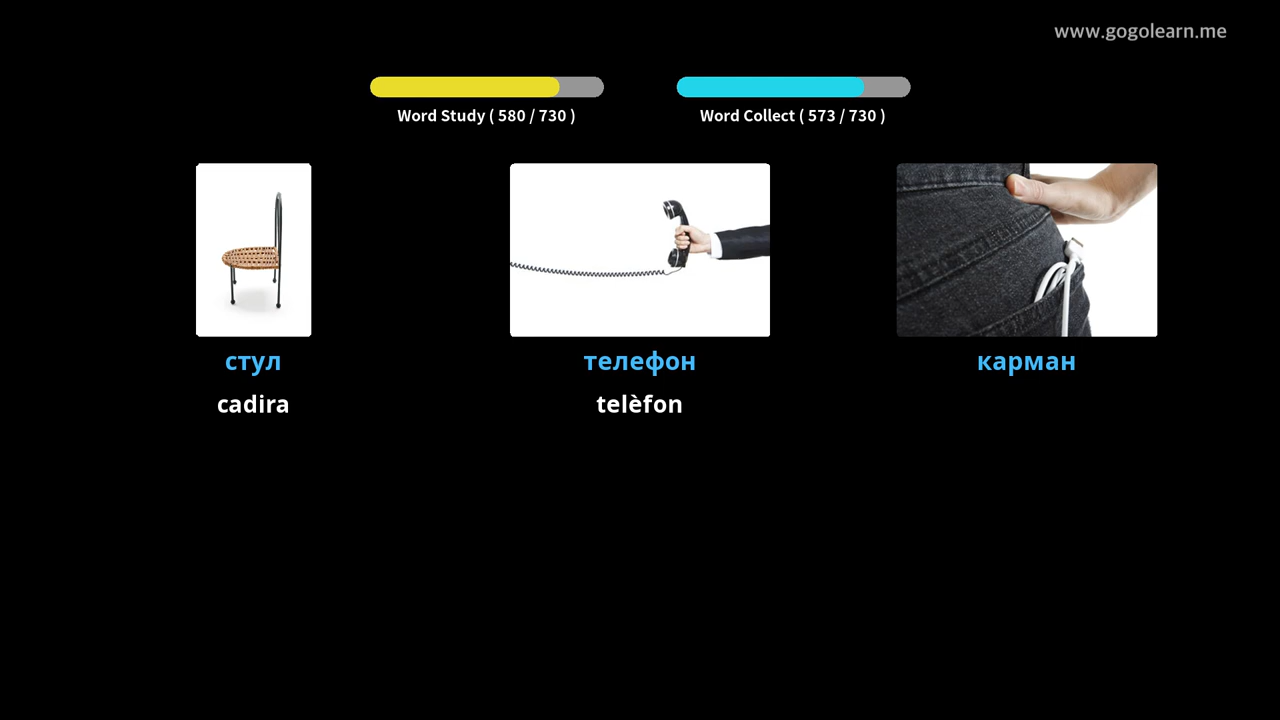 www.gogolearn.me
Word Study ( 580 / 730 )
Word Collect ( 573 / 730 )
стул
телефон
карман
cadira
telèfon